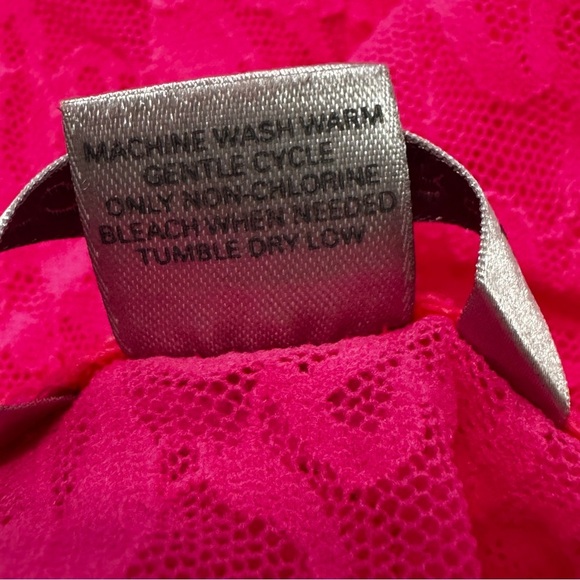 MACHINE WASH WARM
GENTLE CYCLE
ONLY NON-CHLORINE
BLEACH WHEN NEEDED
TUMBLE DRY LOW